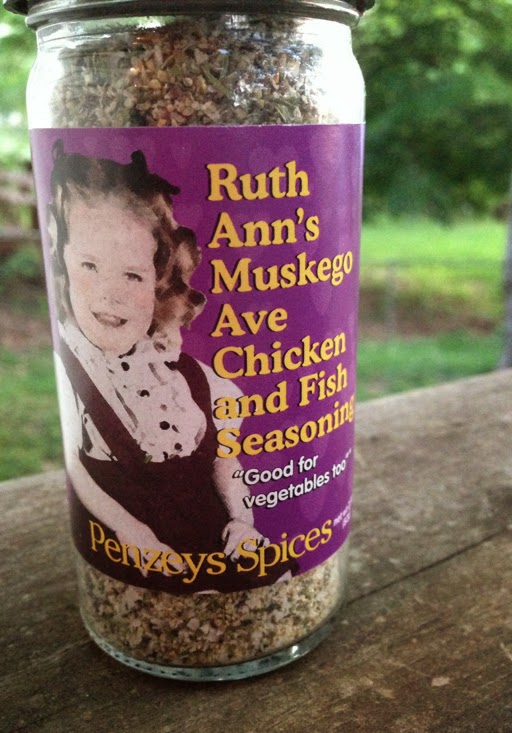 Ruth
Ann's
Muskego
Ave
Chicken
and Fish
Seasoning
"Good for
vegetables too"
Penzeys Spices